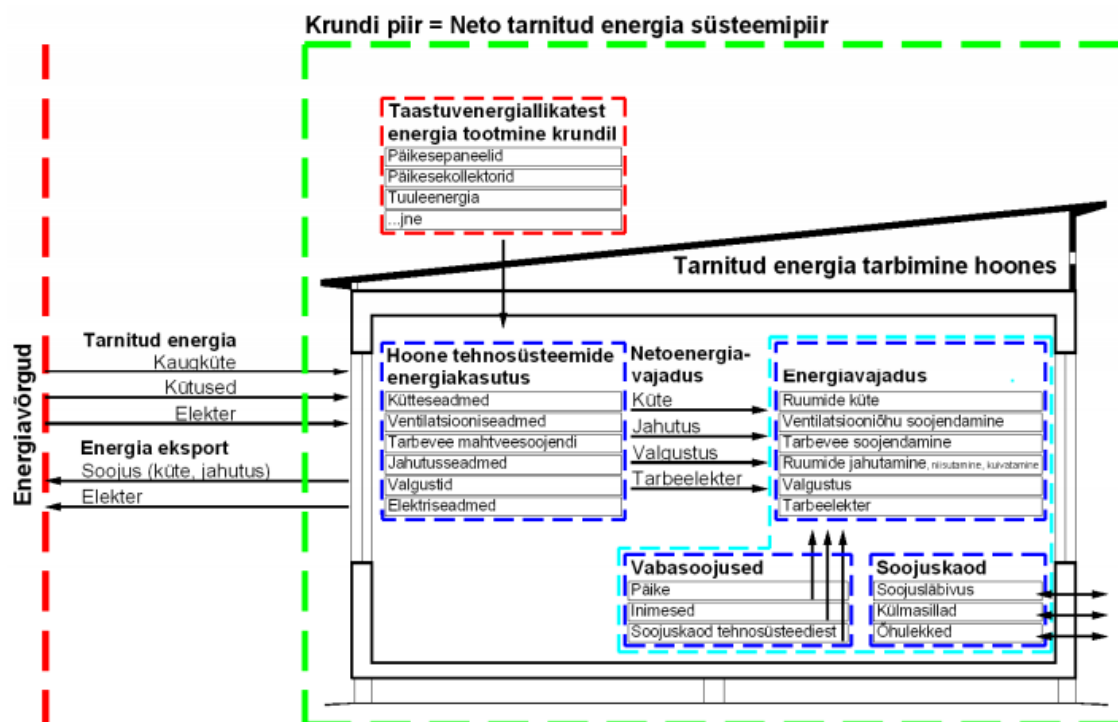 Krundi piir = Neto tarnitud energia süsteemipiir
Taastuvenergiallikatest
energia tootmine krundil
Päikesepaneelid
Päikesekollektorid
Tuuleenergia
...jne
Tarnitud energia tarbimine hoones
Energiavõrgud
Tarnitud energia
Kaugküte
Kütused
Elekter
Energia eksport
Soojus (küte, jahutus)
Elekter
Hoone tehnosüsteemide
energiakasutus
Kütteseadmed
Ventilatsiooniseadmed
Tarbevee mahtveesoojendi
Jahutusseadmed
Valgustid
Elektriseadmed
Netoenergia-
vajadus
Küte
Jahutus
Valgustus
Tarbeelekter
Energiavajadus
Ruumide küte
Ventilatsiooniõhu soojendamine
Tarbevee soojendamine
Ruumide jahutamine, niisutamine, kuivatamine
Valgustus
Tarbeelekter
Vabasoojused
Päike
Inimesed
Soojuskaod tehnosüsteediest
Soojuskaod
Soojusläbivus
Külmasillad
Õhulekked